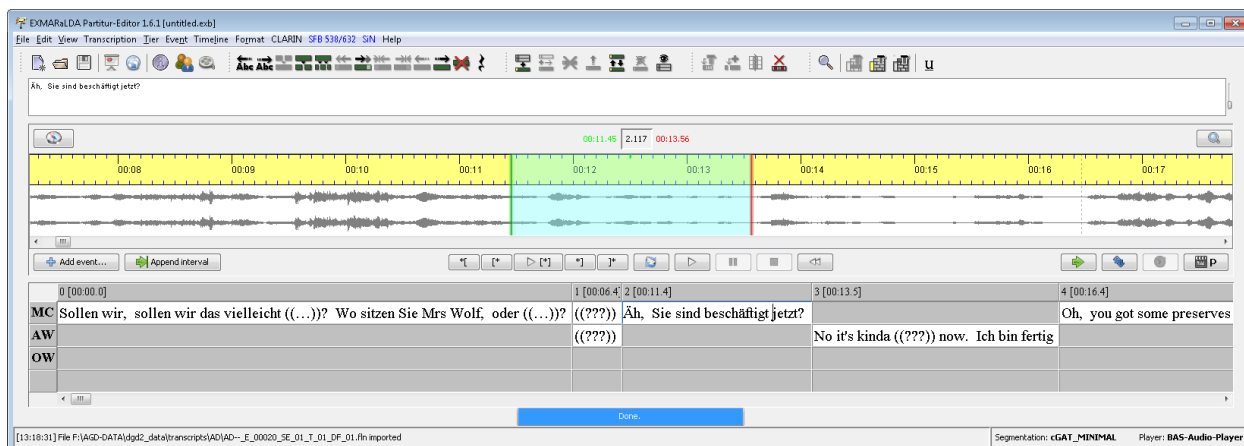 EXMARaLDA Partitur-Editor 1.6.1 [untitled.exb]
File Edit View Transcription Tier Event Timeline Format CLARIN SFB 538/632 SiN Help
Äh, Sie sind beschäftigt jetzt?
00:11.45 2.117 00:13.56
00:08 00:09 00:10 00:11 00:12 00:13 00:14 00:15 00:16 00:17
Add event... Append interval *[ [* [*] *] ]* P
0 [00:00.0] 1 [00:06.4] 2 [00:11.4] 3 [00:13.5] 4 [00:16.4]
MC Sollen wir, sollen wir das vielleicht ((...))? Wo sitzen Sie Mrs Wolf, oder ((...))? ((???)) Äh, Sie sind beschäftigt jetzt? Oh, you got some preserves
AW ((???)) No it's kinda ((???)) now. Ich bin fertig
OW
Done.
[13:18:31] File F:\AGD-DATA\dgd2_data\transcripts\AD\AD--_E_00020_SE_01_T_01_DF_01.fln imported Segmentation: cGAT_MINIMAL Player: BAS-Audio-Player